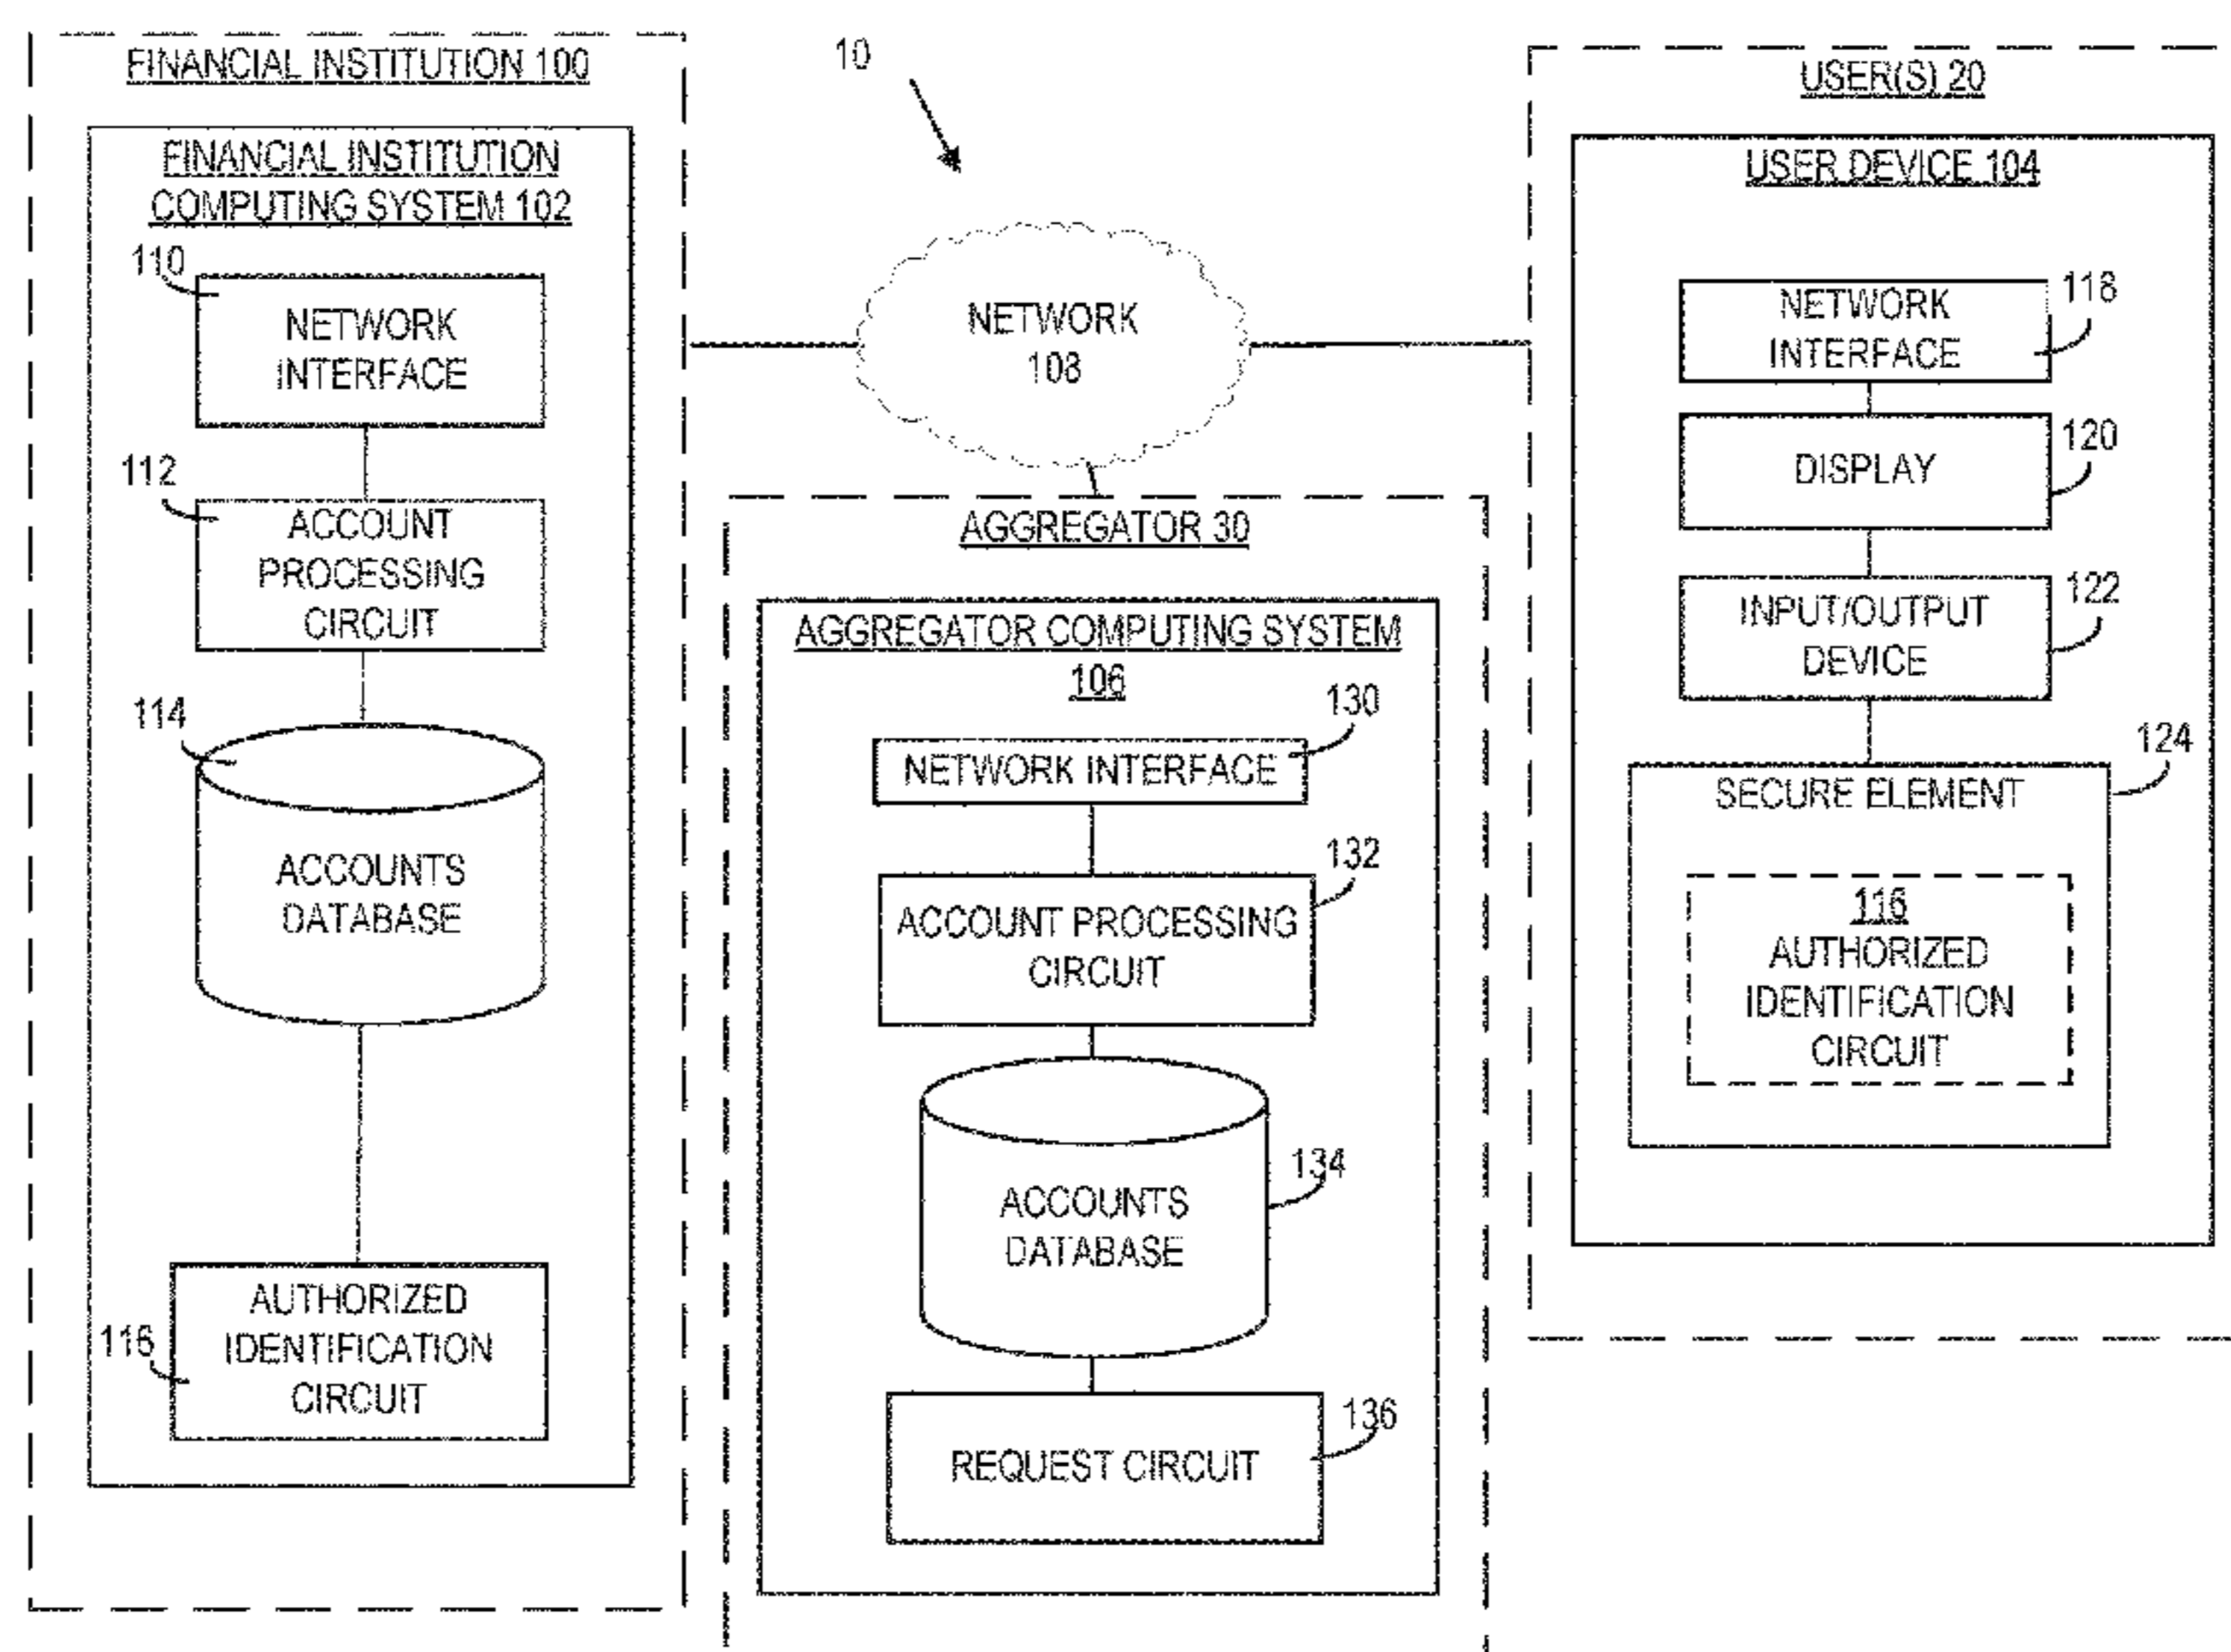 FINANCIAL INSTITUTION 100
FINANCIAL INSTITUTION
COMPUTING SYSTEM 102
110
NETWORK
INTERFACE
112
ACCOUNT
PROCESSING
CIRCUIT
114
ACCOUNTS
DATABASE
116
AUTHORIZED
IDENTIFICATION
CIRCUIT
10
NETWORK
108
AGGREGATOR 30
AGGREGATOR COMPUTING SYSTEM
106
130
NETWORK INTERFACE
132
ACCOUNT PROCESSING
CIRCUIT
134
ACCOUNTS
DATABASE
136
REQUEST CIRCUIT
USER(S) 20
USER DEVICE 104
118
NETWORK
INTERFACE
120
DISPLAY
122
INPUT/OUTPUT
DEVICE
124
SECURE ELEMENT
116
AUTHORIZED
IDENTIFICATION
CIRCUIT